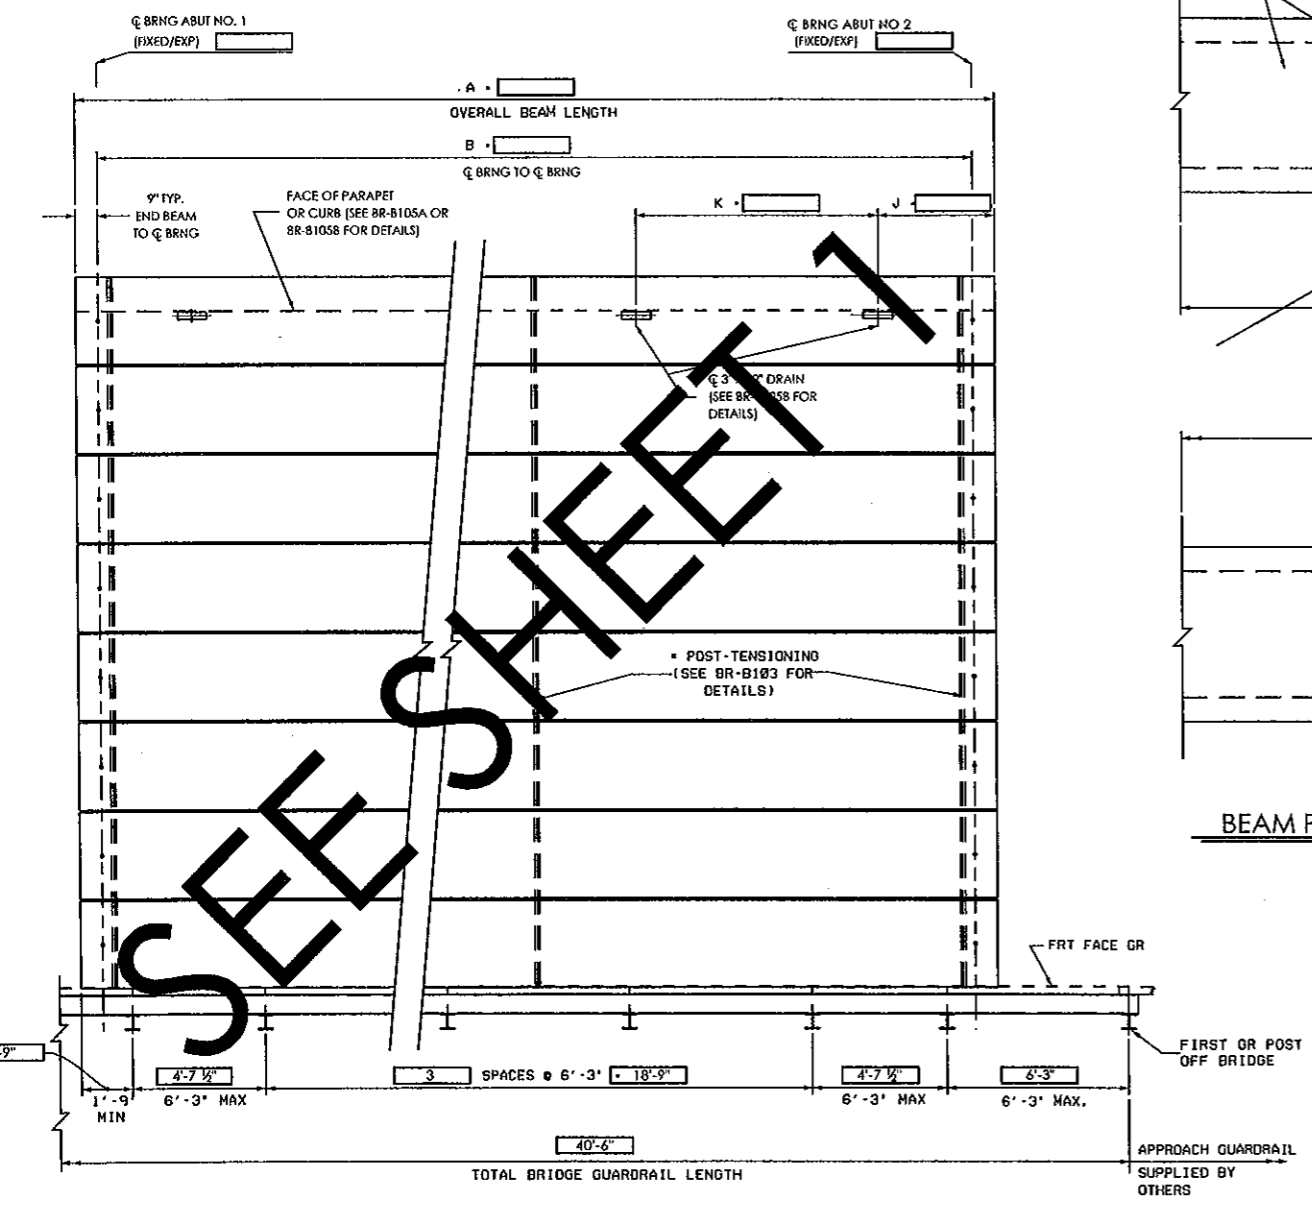 ℄ BRNG ABUT NO. 1
(FIXED/EXP)
℄ BRNG ABUT NO 2
(FIXED/EXP)
A =
OVERALL BEAM LENGTH
B =
℄ BRNG TO ℄ BRNG
9" TYP.
END BEAM
TO ℄ BRNG
FACE OF PARAPET
OR CURB (SEE BR-B105A OR
BR-B105B FOR DETAILS)
K =
J =
℄ 3" DRAIN
(SEE BR- FOR
DETAILS)
SEE SHEET 1
* POST-TENSIONING
(SEE BR-B103 FOR
DETAILS)
BEAM
FRT FACE GR
FIRST GR POST
OFF BRIDGE
-9"
4'-7 ½"
3 SPACES @ 6'-3" = 18'-9"
4'-7 ½"
6'-3"
1'-9
MIN
6'-3" MAX
6'-3" MAX
6'-3" MAX.
40'-6"
TOTAL BRIDGE GUARDRAIL LENGTH
APPROACH GUARDRAIL
SUPPLIED BY
OTHERS